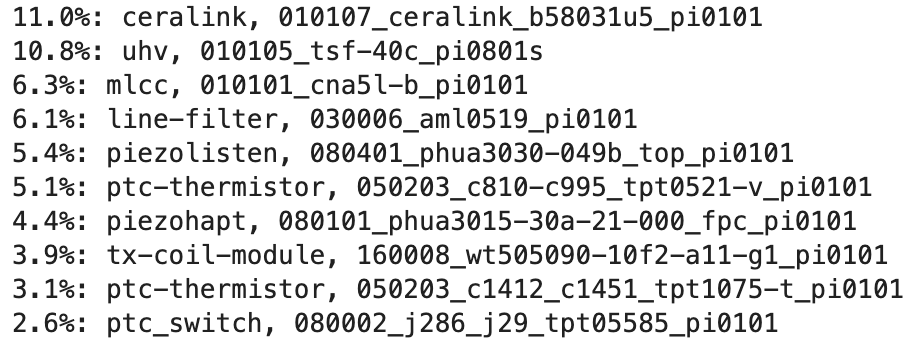 11.0%: ceralink, 010107_ceralink_b58031u5_pi0101
10.8%: uhv, 010105_tsf-40c_pi0801s
6.3%: mlcc, 010101_cna5l-b_pi0101
6.1%: line-filter, 030006_aml0519_pi0101
5.4%: piezolisten, 080401_phua3030-049b_top_pi0101
5.1%: ptc-thermistor, 050203_c810-c995_tpt0521-v_pi0101
4.4%: piezohapt, 080101_phua3015-30a-21-000_fpc_pi0101
3.9%: tx-coil-module, 160008_wt505090-10f2-a11-g1_pi0101
3.1%: ptc-thermistor, 050203_c1412_c1451_tpt1075-t_pi0101
2.6%: ptc_switch, 080002_j286_j29_tpt05585_pi0101